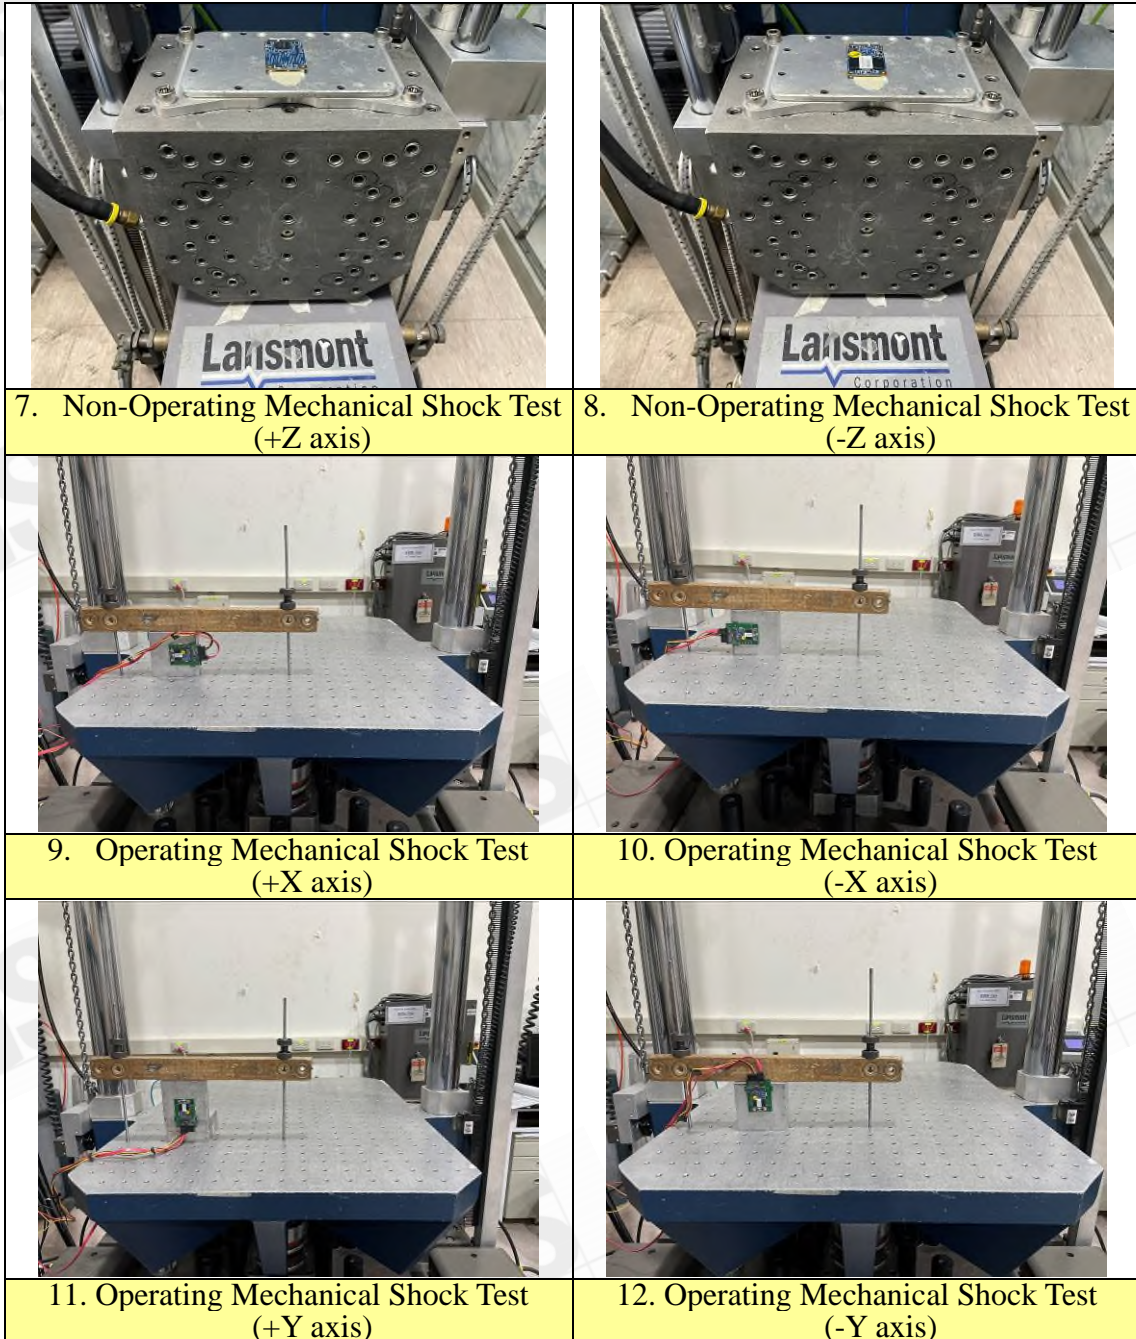 Lansmont
Lansmont
Corporation
7. Non-Operating Mechanical Shock Test
(+Z axis)
8. Non-Operating Mechanical Shock Test
(-Z axis)
9. Operating Mechanical Shock Test
(+X axis)
10. Operating Mechanical Shock Test
(-X axis)
11. Operating Mechanical Shock Test
(+Y axis)
12. Operating Mechanical Shock Test
(-Y axis)